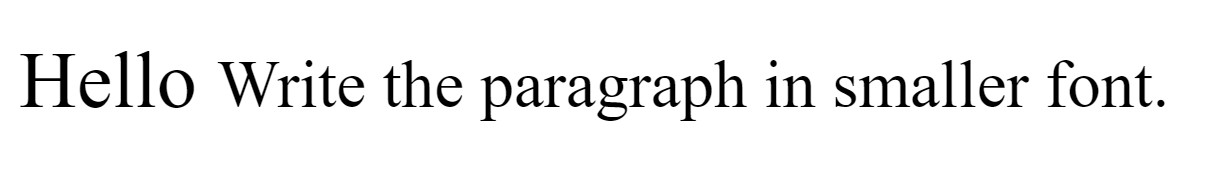 Hello Write the paragraph in smaller font.